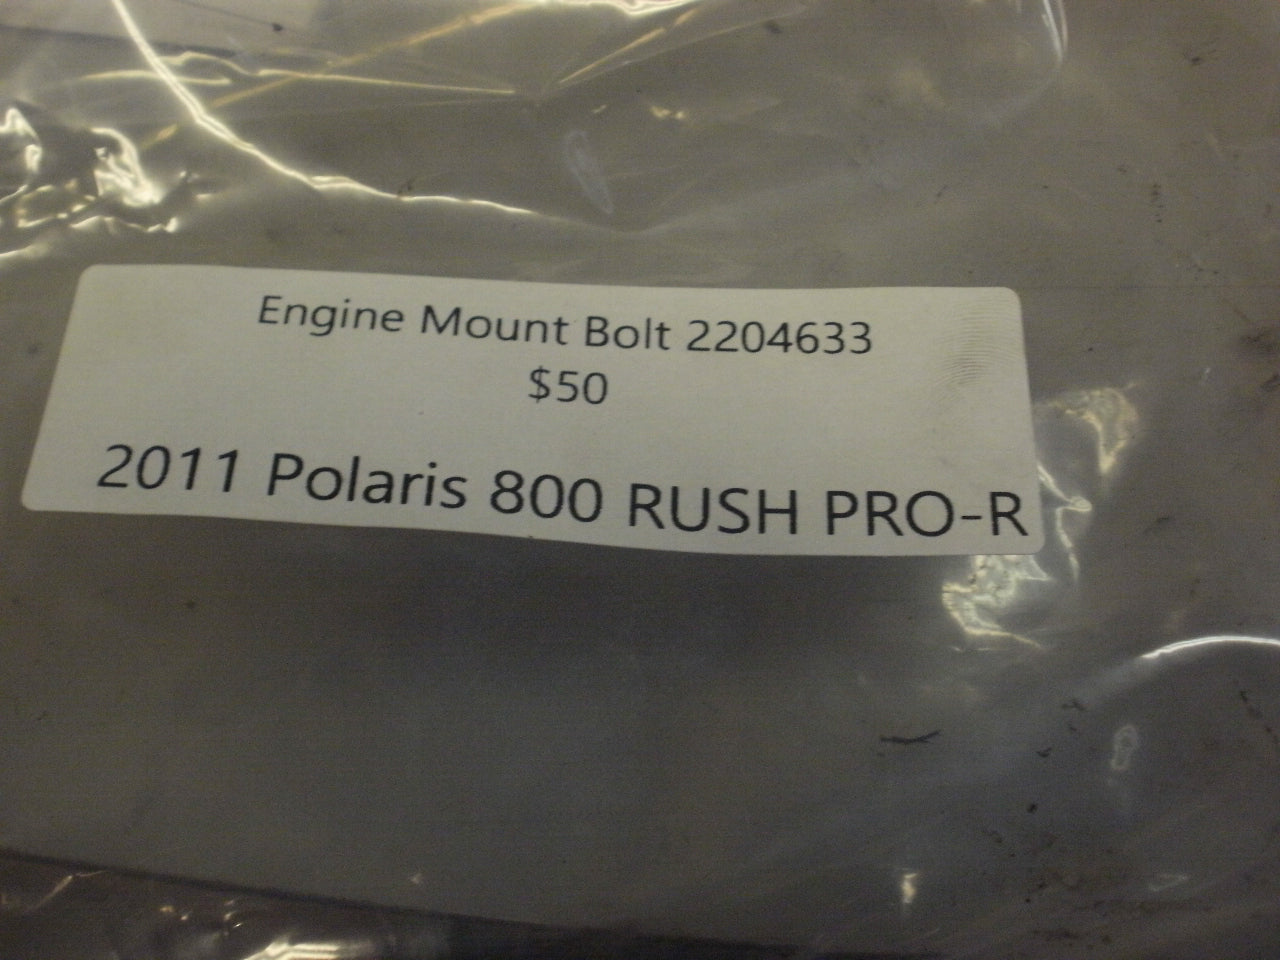 Engine Mount Bolt 2204633
$50
2011 Polaris 800 RUSH PRO-R